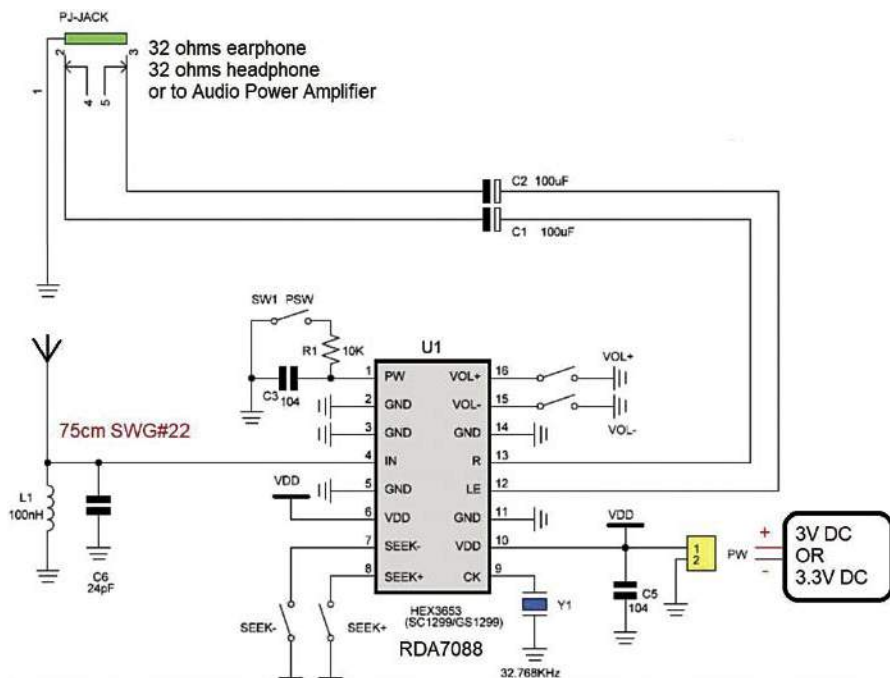 PJ-JACK
2
3
32 ohms earphone
32 ohms headphone
or to Audio Power Amplifier
1
4
5
C2 100uF
C1 100uF
SW1 PSW
R1
10K
U1
C3
104
1
PW
VOL+
16
VOL+
2
GND
VOL-
15
VOL-
3
GND
GND
14
75cm SWG#22
4
IN
R
13
L1
100nH
VDD
5
GND
LE
12
6
VDD
GND
11
VDD
7
SEEK-
VDD
10
1
2
PW
+
-
3V DC
OR
3.3V DC
8
SEEK+
CK
9
C6
24pF
C5
104
Y1
SEEK-
SEEK+
HEX3653
(SC1299/GS1299)
RDA7088
32.768KHz